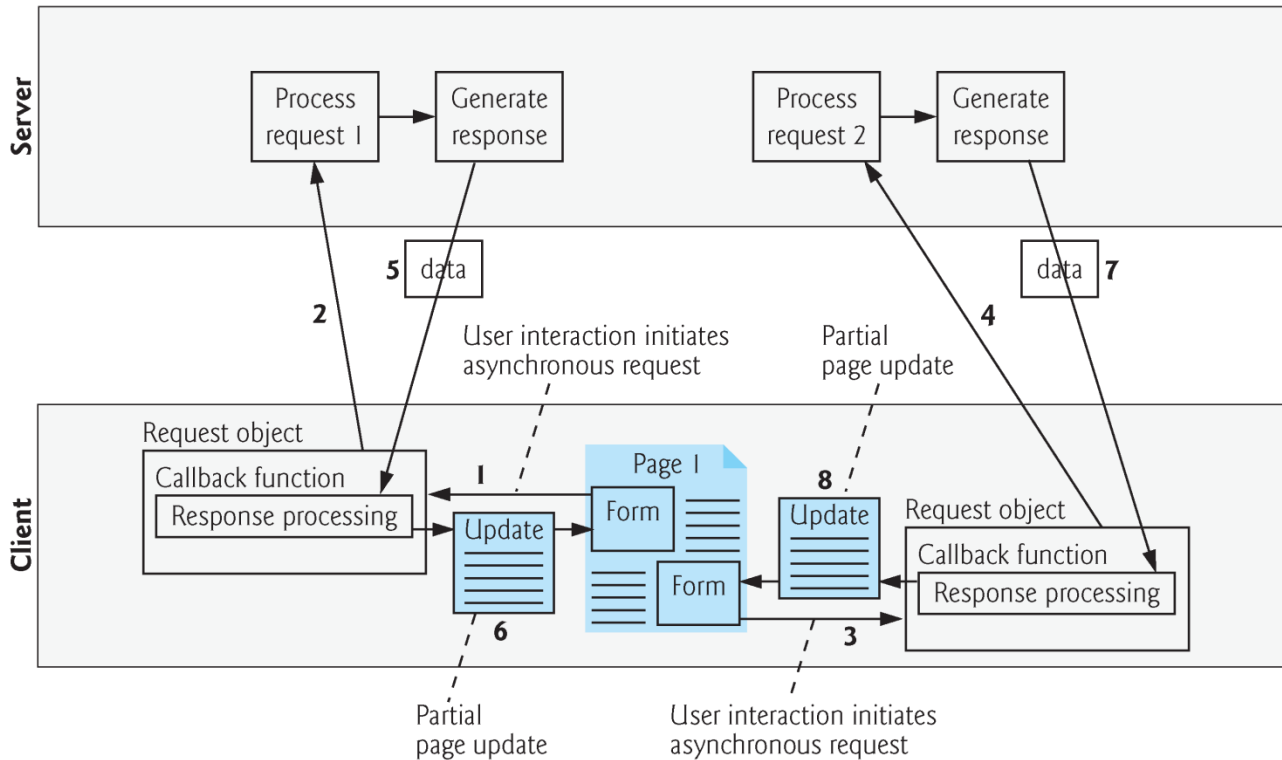 Server
Process
request 1
Generate
response
Process
request 2
Generate
response
5
data
data
7
2
4
User interaction initiates
asynchronous request
Partial
page update
Client
Request object
Callback function
Response processing
1
Update
6
Page 1
Form
Form
8
Update
3
Request object
Callback function
Response processing
Partial
page update
User interaction initiates
asynchronous request